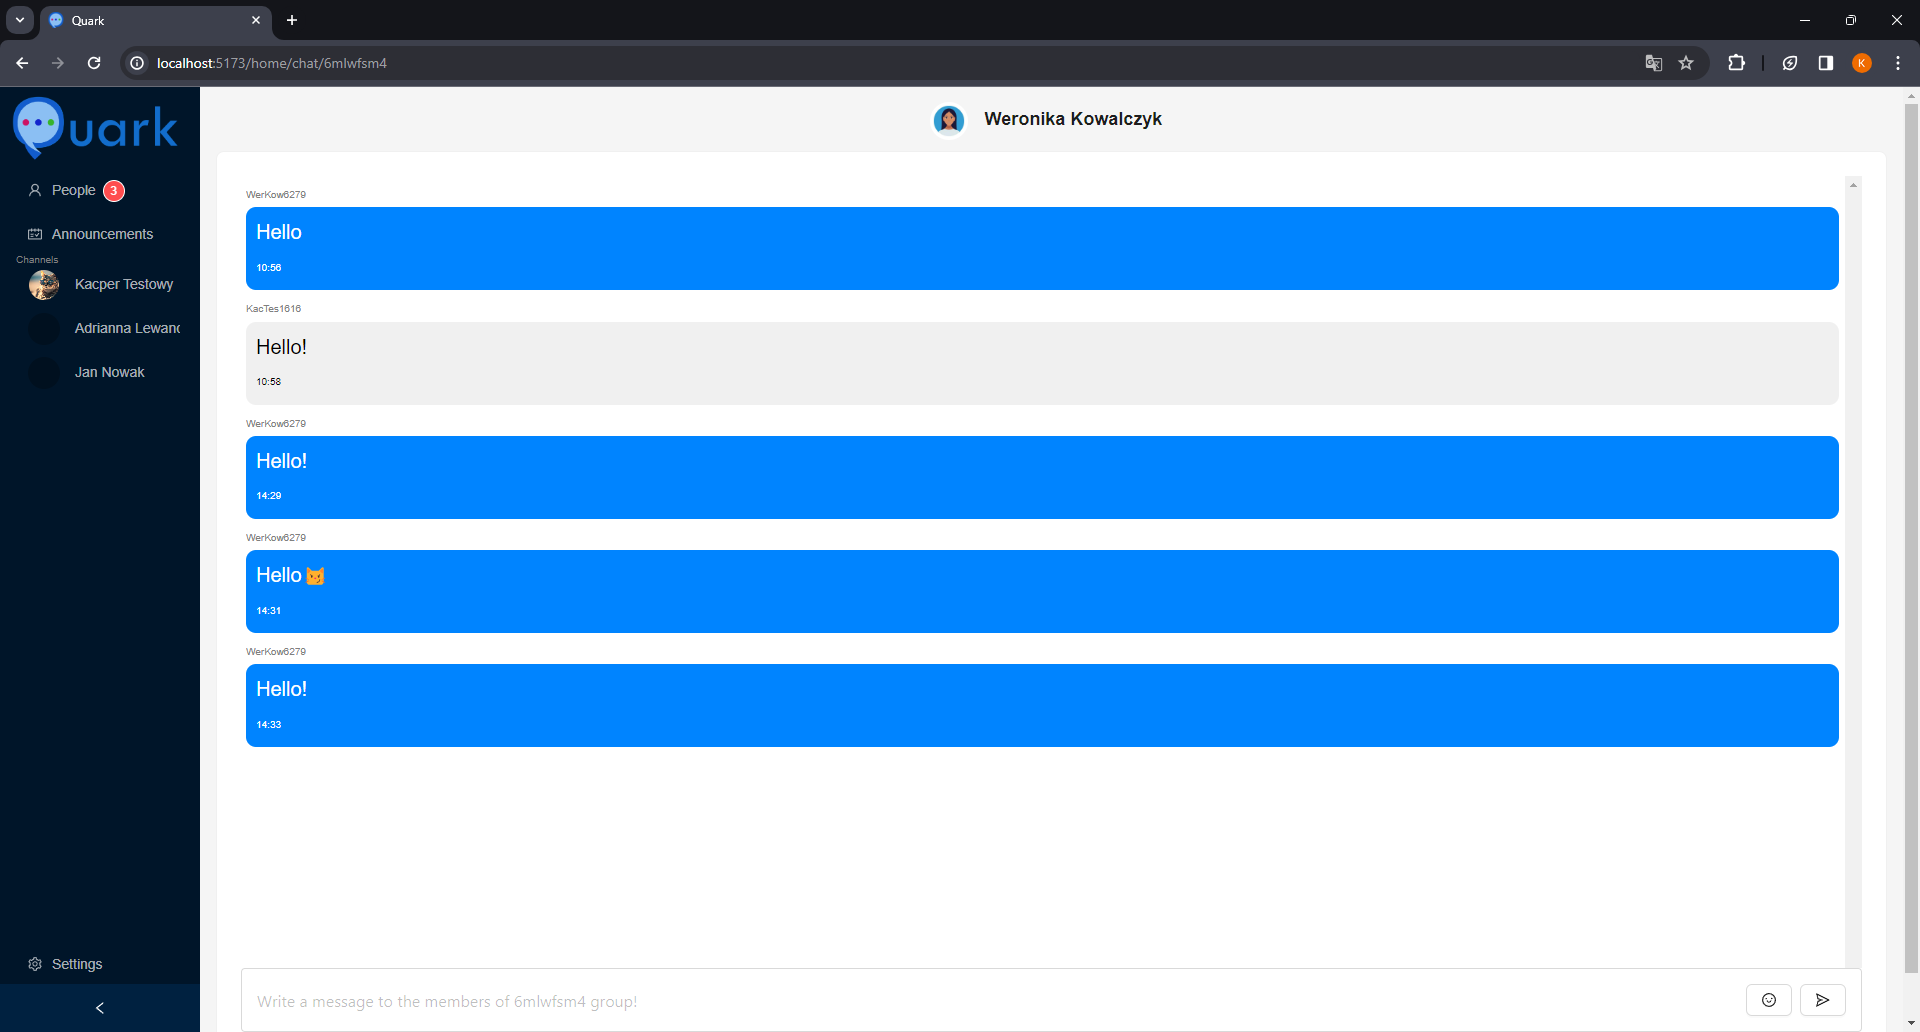 Quark
localhost:5173/home/chat/6mlwfsm4
K
Quark
People 3
Announcements
Channels
Kacper Testowy
Adrianna Lewanc
Jan Nowak
Settings
Weronika Kowalczyk
WerKow6279
Hello
10:56
KacTes1616
Hello!
10:58
WerKow6279
Hello!
14:29
WerKow6279
Hello😼
14:31
WerKow6279
Hello!
14:33
Write a message to the members of 6mlwfsm4 group!